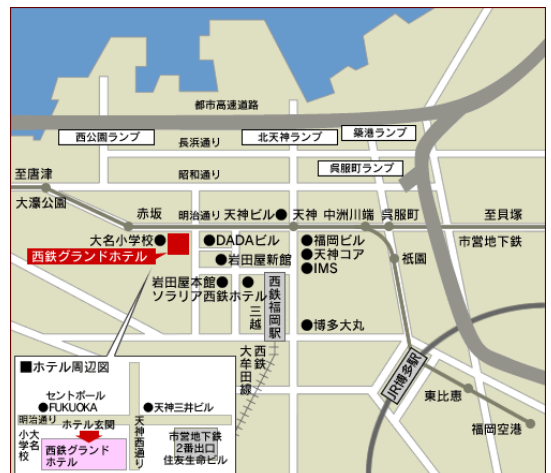 都市高速道路
西公園ランプ
北天神ランプ
築港ランプ
長浜通り
呉服町ランプ
至唐津
昭和通り
大濠公園
赤坂
明治通り
天神ビル●
天神
中洲川端
呉服町
至貝塚
市営地下鉄
大名小学校●
●DADAビル
●福岡ビル
●天神コア
●IMS
西鉄グランドホテル
●岩田屋新館
祇園
岩田屋本館●
ソラリア西鉄ホテル
三越
西鉄福岡駅
●博多大丸
西鉄
大牟田線
JR博多駅
東比恵
福岡空港
■ホテル周辺図
セントポール
●FUKUOKA
●天神三井ビル
明治通り
ホテル玄関
大名
小学校
西鉄グランド
ホテル
天神西通り
市営地下鉄
2番出口
住友生命ビル